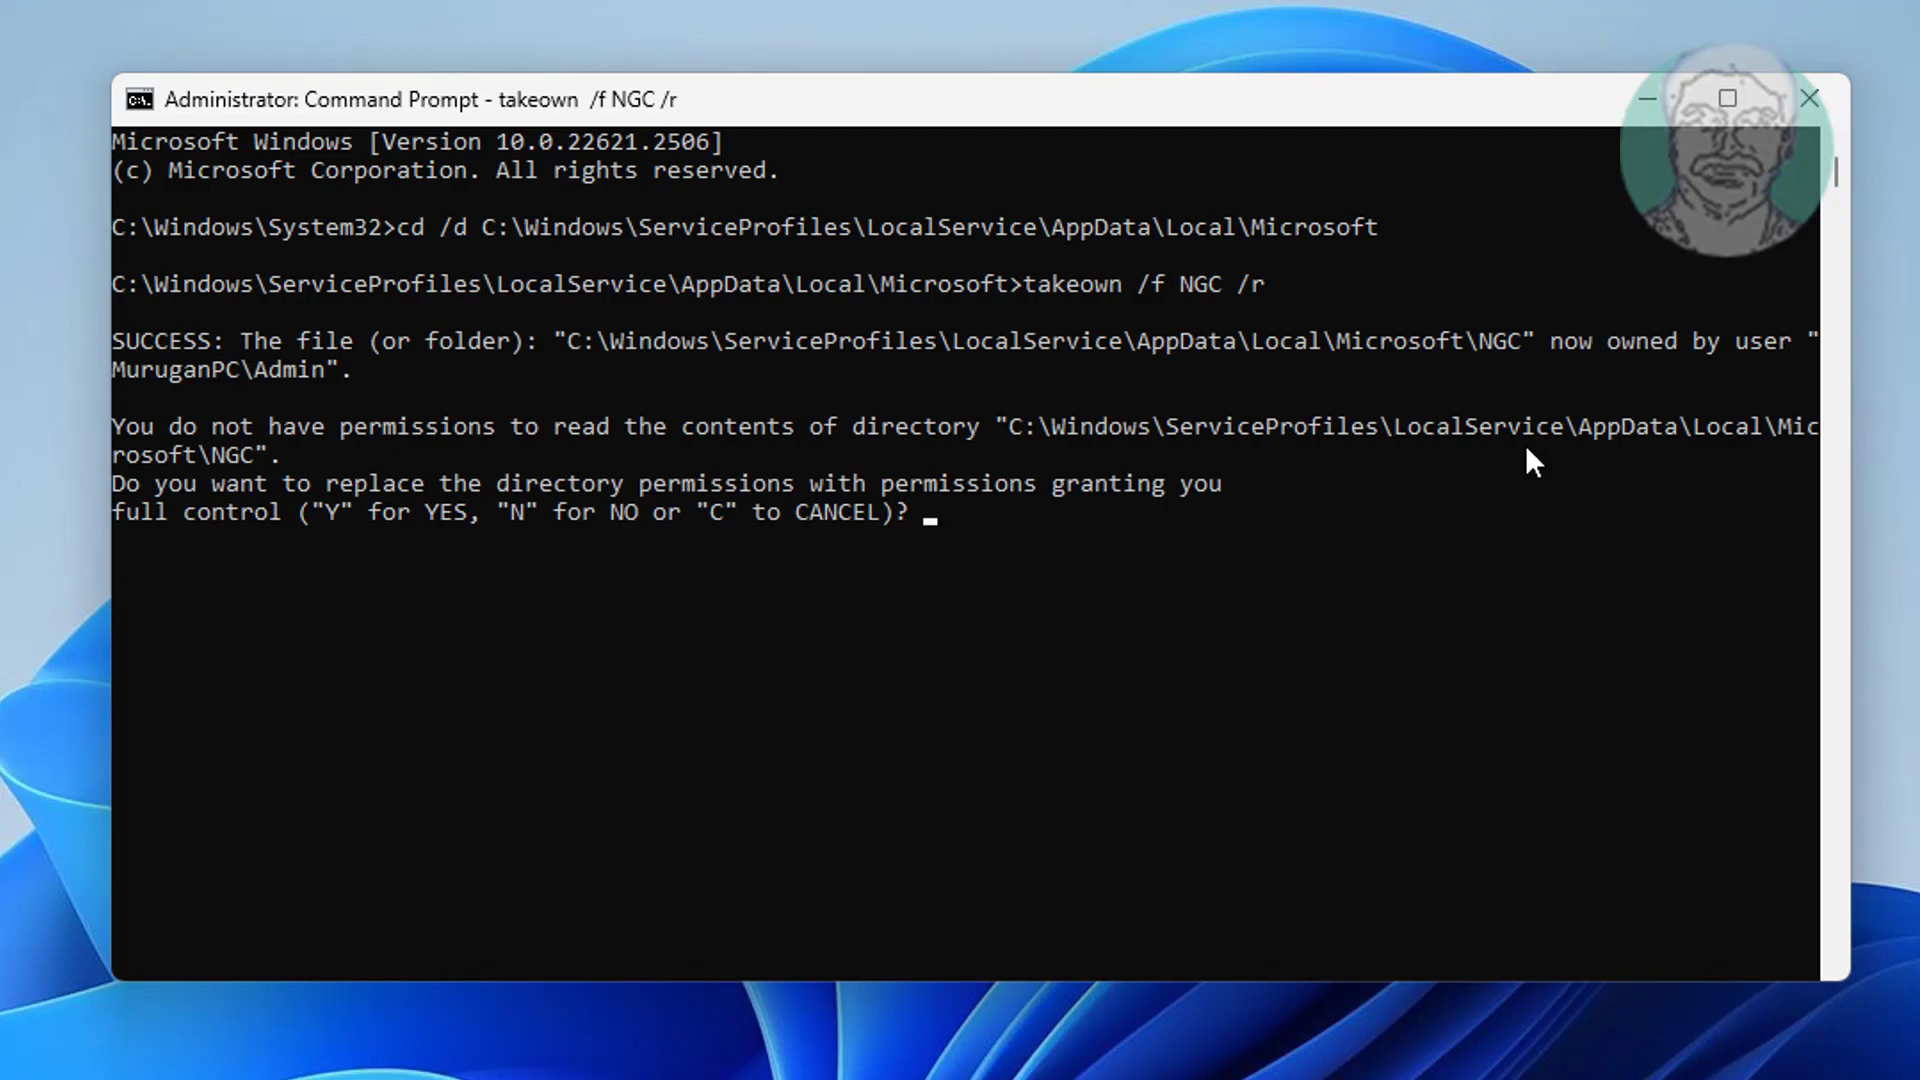 Administrator: Command Prompt - takeown  /f NGC /r
Microsoft Windows [Version 10.0.22621.2506]
(c) Microsoft Corporation. All rights reserved.
C:\Windows\System32>cd /d C:\Windows\ServiceProfiles\LocalService\AppData\Local\Microsoft
C:\Windows\ServiceProfiles\LocalService\AppData\Local\Microsoft>takeown /f NGC /r
SUCCESS: The file (or folder): "C:\Windows\ServiceProfiles\LocalService\AppData\Local\Microsoft\NGC" now owned by user "
MuruganPC\Admin".
You do not have permissions to read the contents of directory "C:\Windows\ServiceProfiles\LocalService\AppData\Local\Mic
rosoft\NGC".
Do you want to replace the directory permissions with permissions granting you
full control ("Y" for YES, "N" for NO or "C" to CANCEL)?